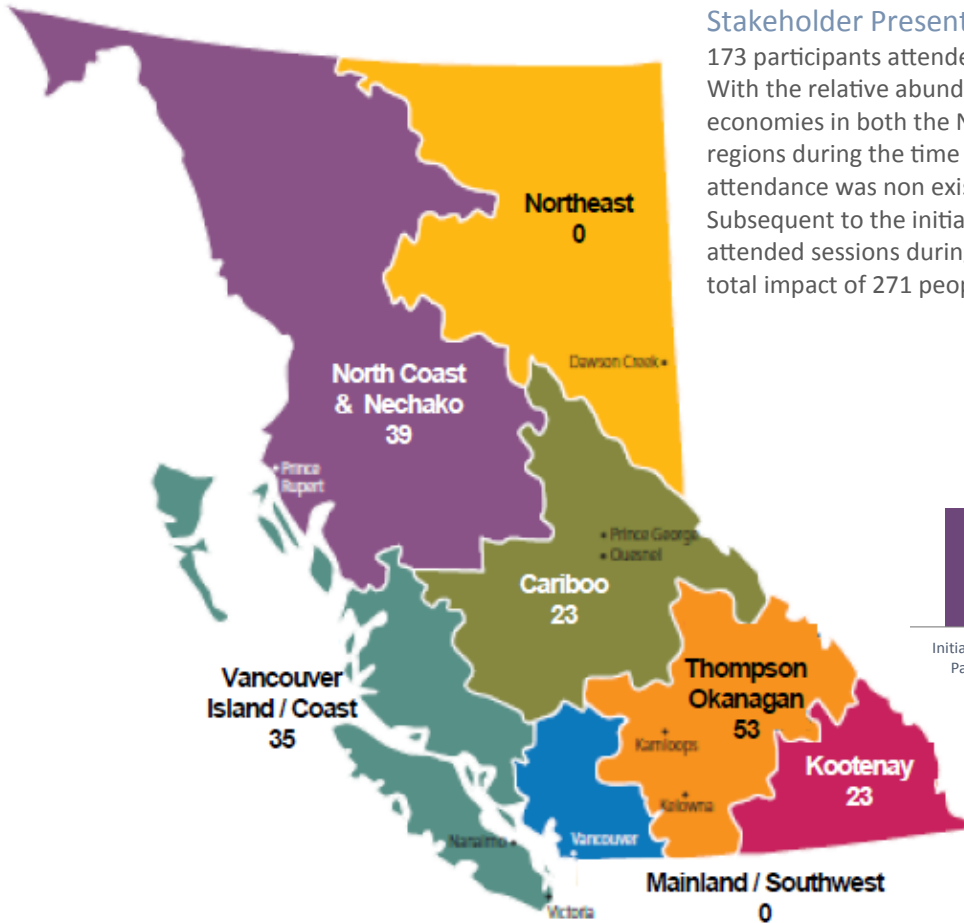 Stakeholder Present
173 participants attende
With the relative abund
economies in both the N
regions during the time
attendance was non exis
Subsequent to the initia
attended sessions durin
total impact of 271 peop
Northeast
0
Dawson Creek
North Coast
& Nechako
39
Prince
Rupert
Prince George
Quesnel
Cariboo
23
Initia
Pa
Vancouver
Island / Coast
35
Thompson
Okanagan
53
Kamloops
Kootenay
23
Kelowna
Nanaimo
Vancouver
Mainland / Southwest
0
Victoria